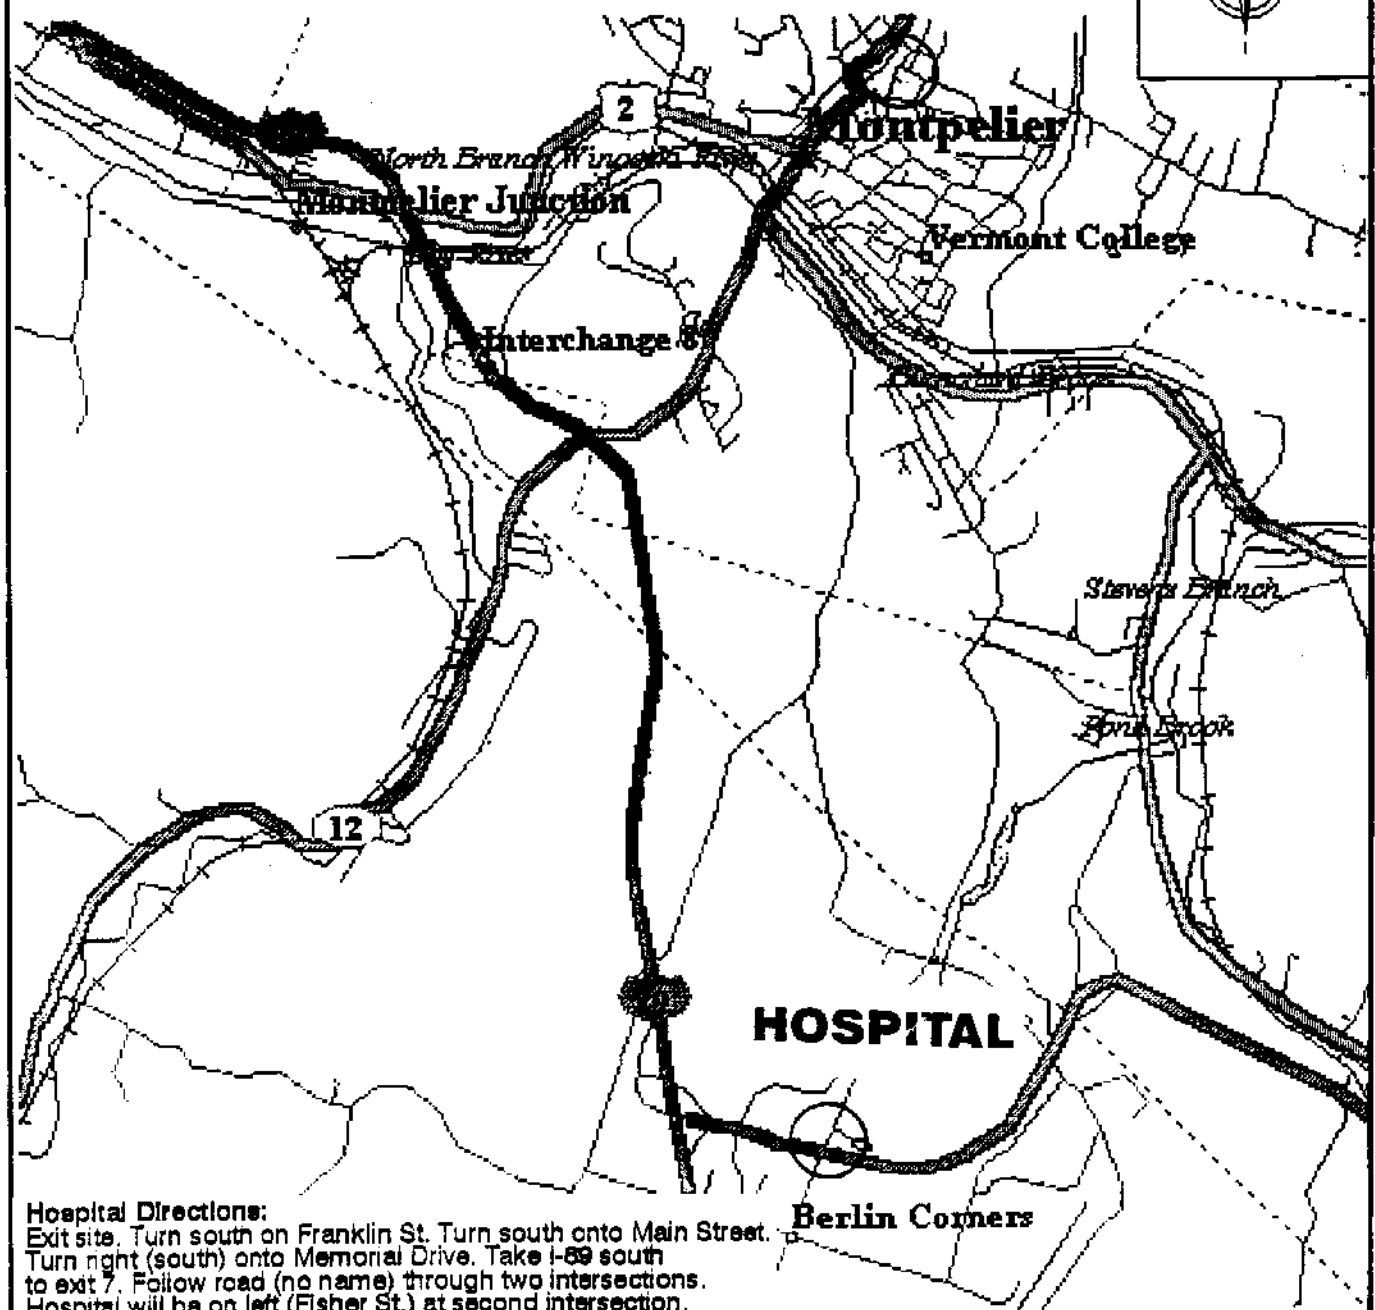 2
Montpelier
North Branch Winooski River
Montpelier Junction
Vermont College
Interchange 8
Stevens Branch
Pond Brook
12
HOSPITAL
Berlin Corners
Hospital Directions:
Exit site. Turn south on Franklin St. Turn south onto Main Street.
Turn right (south) onto Memorial Drive. Take I-89 south
to exit 7. Follow road (no name) through two intersections.
Hospital will be on left (Fisher St.) at second intersection.